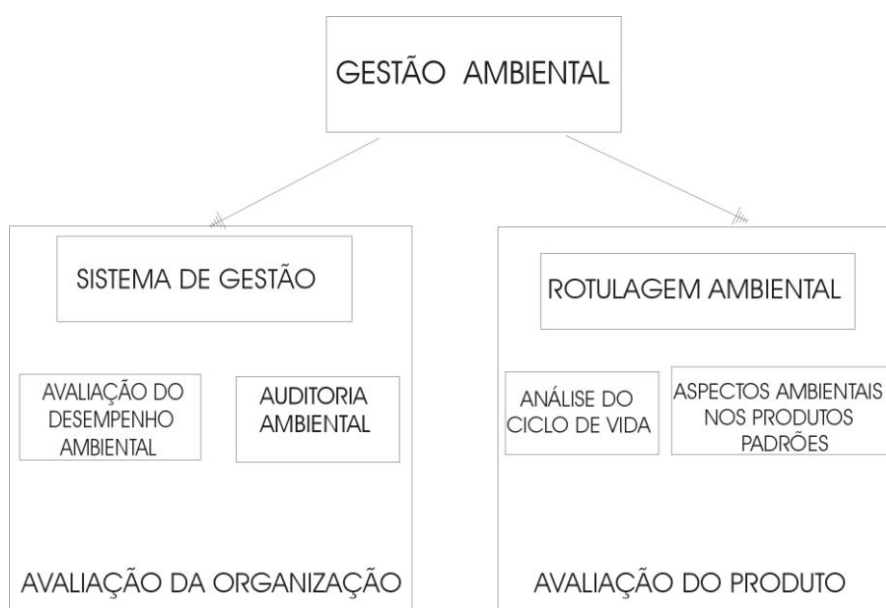 GESTÃO AMBIENTAL
SISTEMA DE GESTÃO
AVALIAÇÃO DO
DESEMPENHO
AMBIENTAL
AUDITORIA
AMBIENTAL
AVALIAÇÃO DA ORGANIZAÇÃO
ROTULAGEM AMBIENTAL
ANÁLISE DO
CICLO DE VIDA
ASPECTOS AMBIENTAIS
NOS PRODUTOS
PADRÕES
AVALIAÇÃO DO PRODUTO